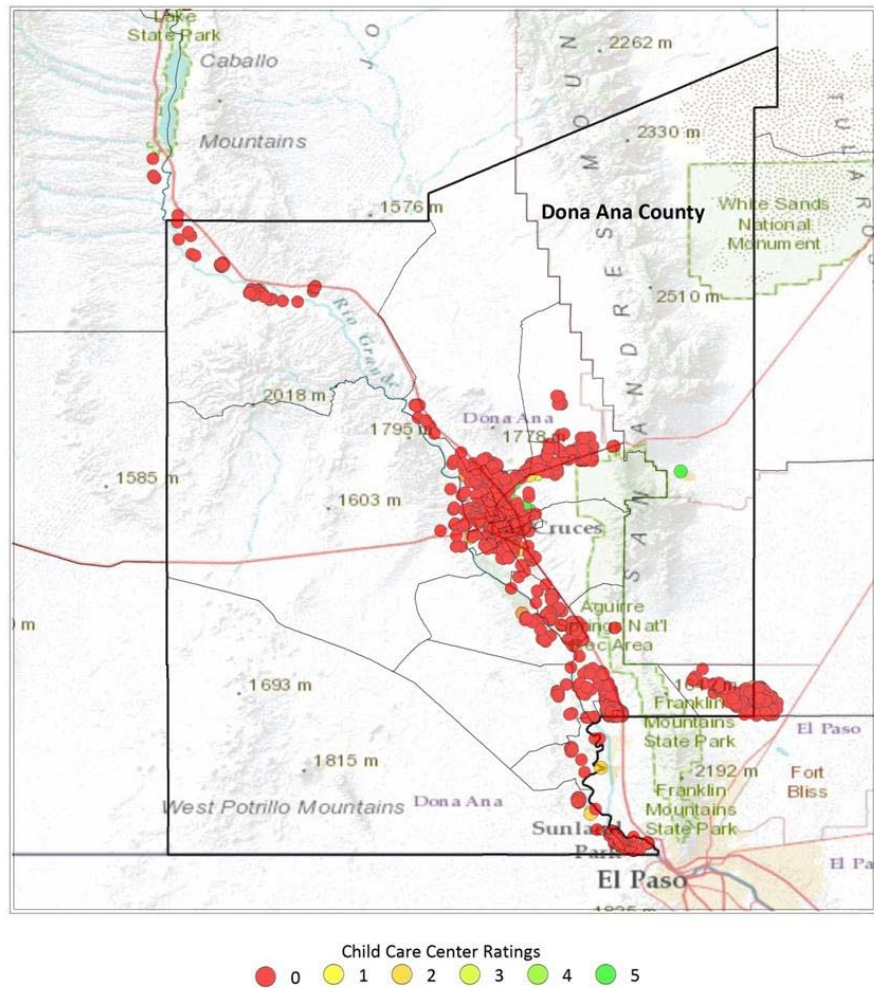 Lake
State Park
Caballo
Mountains
J O
2262 m
2330 m
1576 m
Dona Ana County
White Sands
National
Monument
T U L A R O S
2510 m
Rio Grande
2018 m
Dona Ana
1795
1778
1585 m
1603
Cruces
S A N A N D R E S M O U N
0 m
Aguirre
Nat'l
Area
1693 m
Franklin
Mountains
State Park
El Paso
1815 m
2192 m
Fort
Bliss
West Potrillo Mountains
Dona Ana
Franklin
Mountains
State Park
Sunland
Park
El Pa
El Paso
Child Care Center Ratings
0 1 2 3 4 5